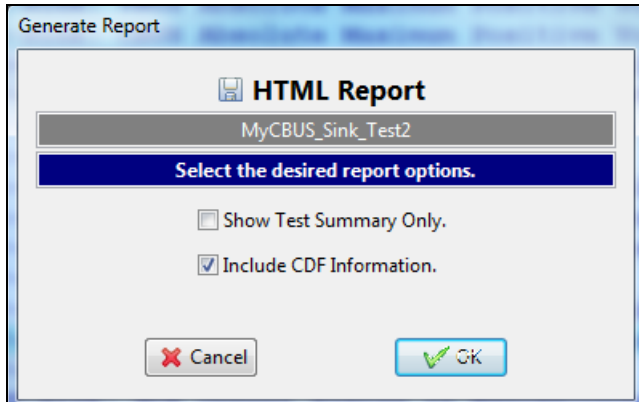 Generate Report
HTML Report
MyCBUS_Sink_Test2
Select the desired report options.
Show Test Summary Only.
Include CDF Information.
Cancel
OK